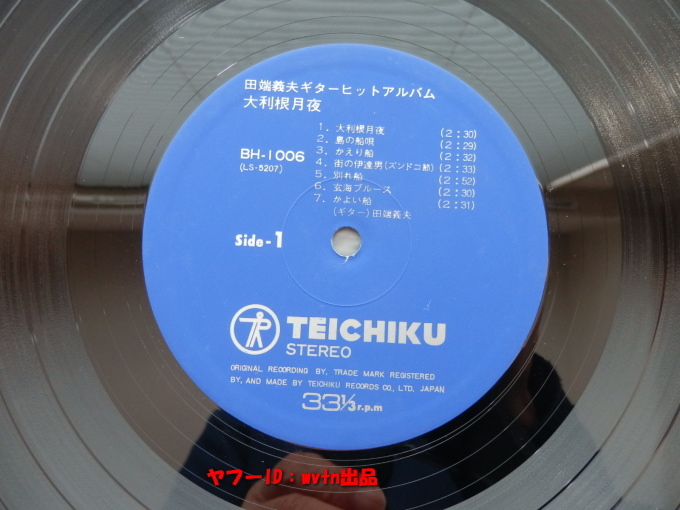 田端義夫ギターヒットアルバム
大利根月夜
BH-1006
(LS-5207)
1. 大利根月夜 (2:30)
2. 島の船唄 (2:29)
3. かえり船 (2:32)
4. 街の伊達男(ズンドコ節) (2:33)
5. 別れ船 (2:52)
6. 玄海ブルース (2:30)
7. かよい船 (2:31)
(ギター)田端義夫
Side-1
TEICHIKU
STEREO
ORIGINAL RECORDING BY, TRADE MARK REGISTERED
BY, AND MADE BY TEICHIKU RECORDS CO., LTD. JAPAN
33 1/3 r.p.m
ヤフーID:mvtn出品